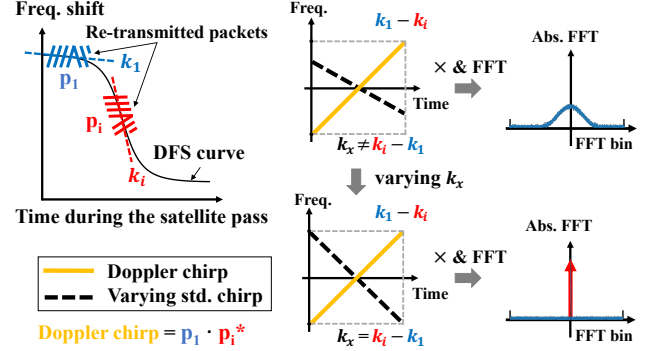 Freq. shift
Re-transmitted packets
k₁
p₁
pᵢ
DFS curve
kᵢ
Time during the satellite pass
Doppler chirp
Varying std. chirp
Doppler chirp = p₁ · pᵢ*
Freq.
k₁ − kᵢ
× & FFT
Time
kₓ ≠ kᵢ − k₁
Abs. FFT
FFT bin
varying kₓ
Freq.
k₁ − kᵢ
× & FFT
Time
kₓ = kᵢ − k₁
Abs. FFT
FFT bin